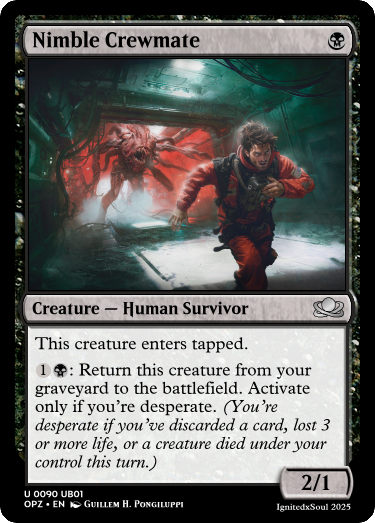 Nimble Crewmate
Creature — Human Survivor
This creature enters tapped.
1 : Return this creature from your
graveyard to the battlefield. Activate
only if you're desperate. (You're
desperate if you've discarded a card, lost 3
or more life, or a creature died under your
control this turn.)
2/1
U 0090 UB01
OPZ • EN Guillem H. Pongiluppi
IgnitedxSoul 2025